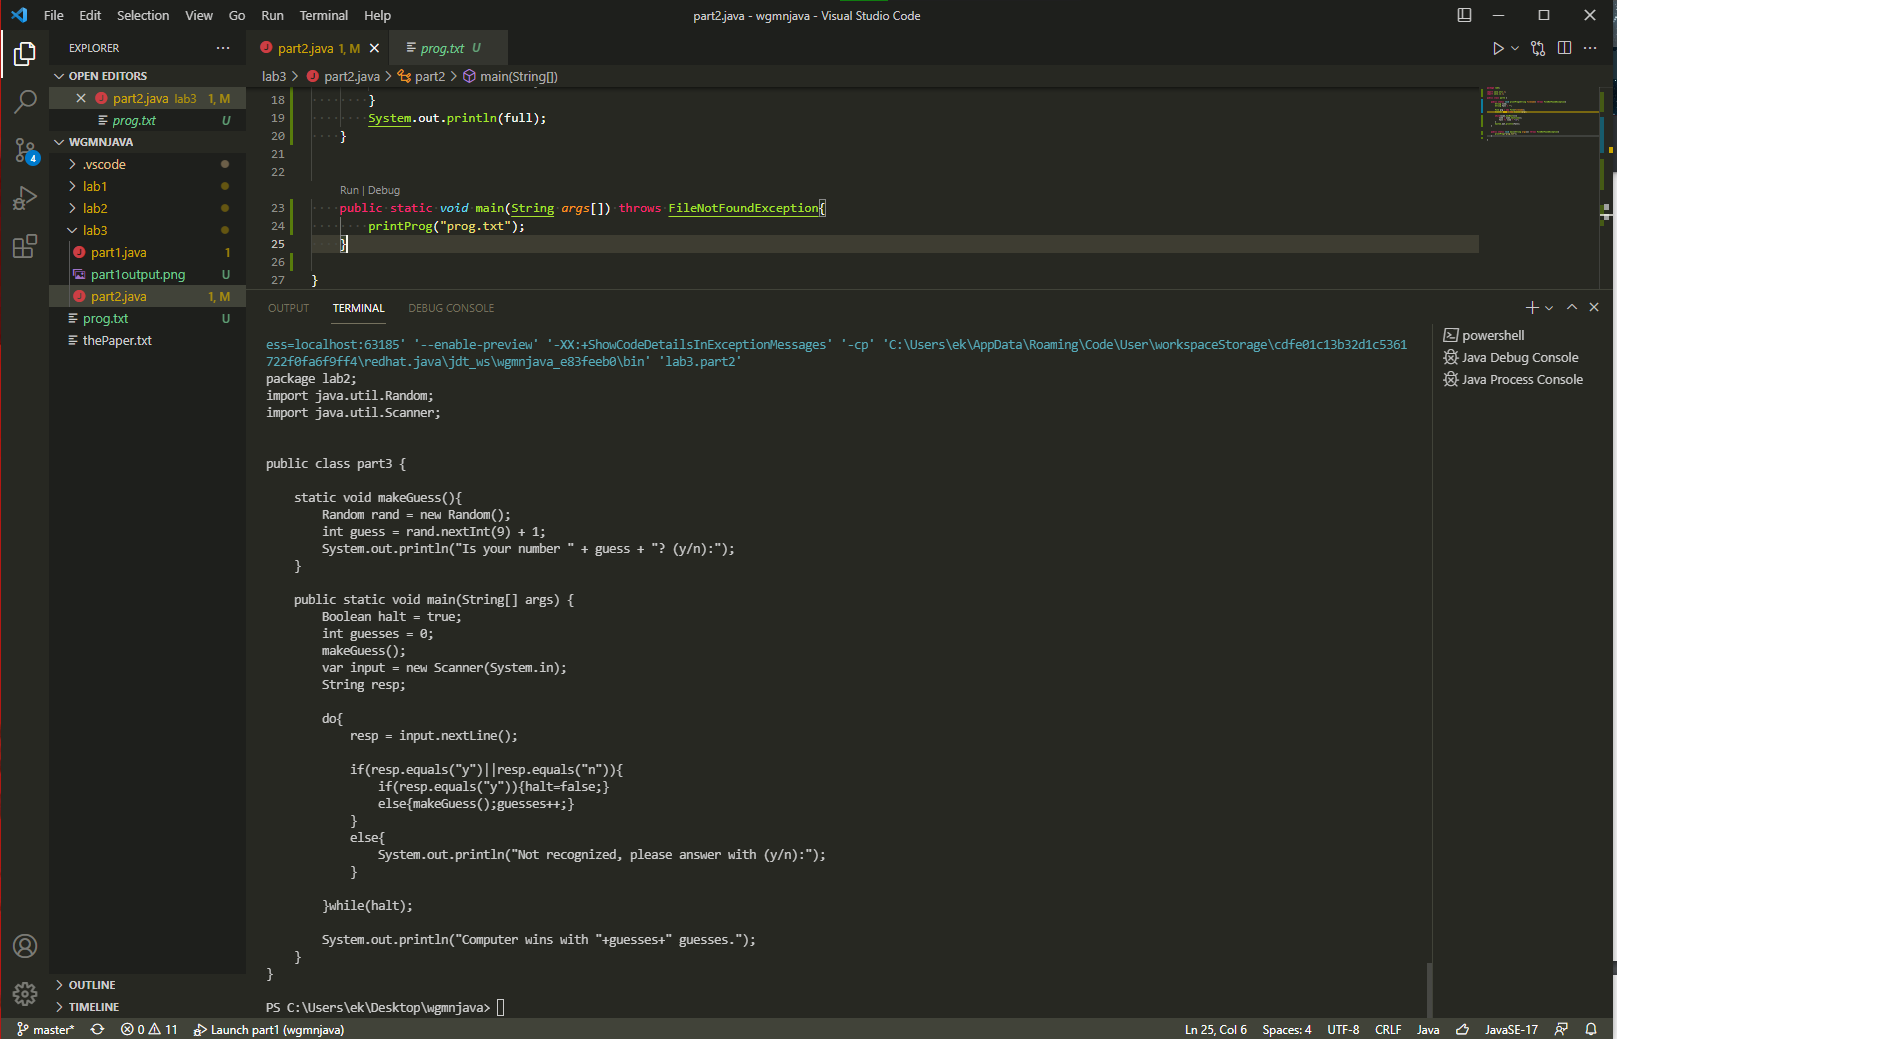 File Edit Selection View Go Run Terminal Help
part2.java - wgmnjava - Visual Studio Code
EXPLORER
OPEN EDITORS
part2.java lab3 1, M
prog.txt U
WGMNJAVA
.vscode
lab1
lab2
lab3
part1.java 1
part1output.png U
part2.java 1, M
prog.txt U
thePaper.txt
OUTLINE
TIMELINE
part2.java 1, M
prog.txt U
lab3 > part2.java > part2 > main(String[])
18 }
19 System.out.println(full);
20 }
21
22
Run | Debug
23 public static void main(String args[]) throws FileNotFoundException{
24 printProg("prog.txt");
25 }
26
27 }
OUTPUT TERMINAL DEBUG CONSOLE
ess=localhost:63185' '--enable-preview' '-XX:+ShowCodeDetailsInExceptionMessages' '-cp' 'C:\Users\ek\AppData\Roaming\Code\User\workspaceStorage\cdfe01c13b32d1c5361
722f0fa6f9ff4\redhat.java\jdt_ws\wgmnjava_e83feeb0\bin' 'lab3.part2'
package lab2;
import java.util.Random;
import java.util.Scanner;
public class part3 {
static void makeGuess(){
Random rand = new Random();
int guess = rand.nextInt(9) + 1;
System.out.println("Is your number " + guess + "? (y/n):");
}
public static void main(String[] args) {
Boolean halt = true;
int guesses = 0;
makeGuess();
var input = new Scanner(System.in);
String resp;
do{
resp = input.nextLine();
if(resp.equals("y")||resp.equals("n")){
if(resp.equals("y")){halt=false;}
else{makeGuess();guesses++;}
}
else{
System.out.println("Not recognized, please answer with (y/n):");
}
}while(halt);
System.out.println("Computer wins with "+guesses+" guesses.");
}
}
PS C:\Users\ek\Desktop\wgmnjava>
powershell
Java Debug Console
Java Process Console
4
master* 0 11 Launch part1 (wgmnjava)
Ln 25, Col 6 Spaces: 4 UTF-8 CRLF Java JavaSE-17